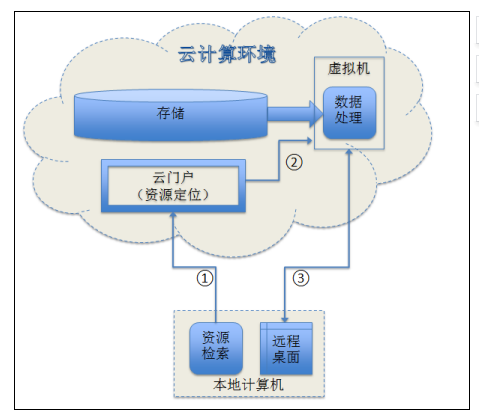 云计算环境
虚拟机
数据
处理
存储
②
云门户
（资源定位）
①
③
资源
检索
远程
桌面
本地计算机